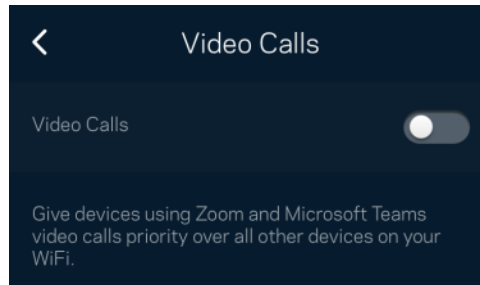 Video Calls
Video Calls
Give devices using Zoom and Microsoft Teams
video calls priority over all other devices on your
WiFi.